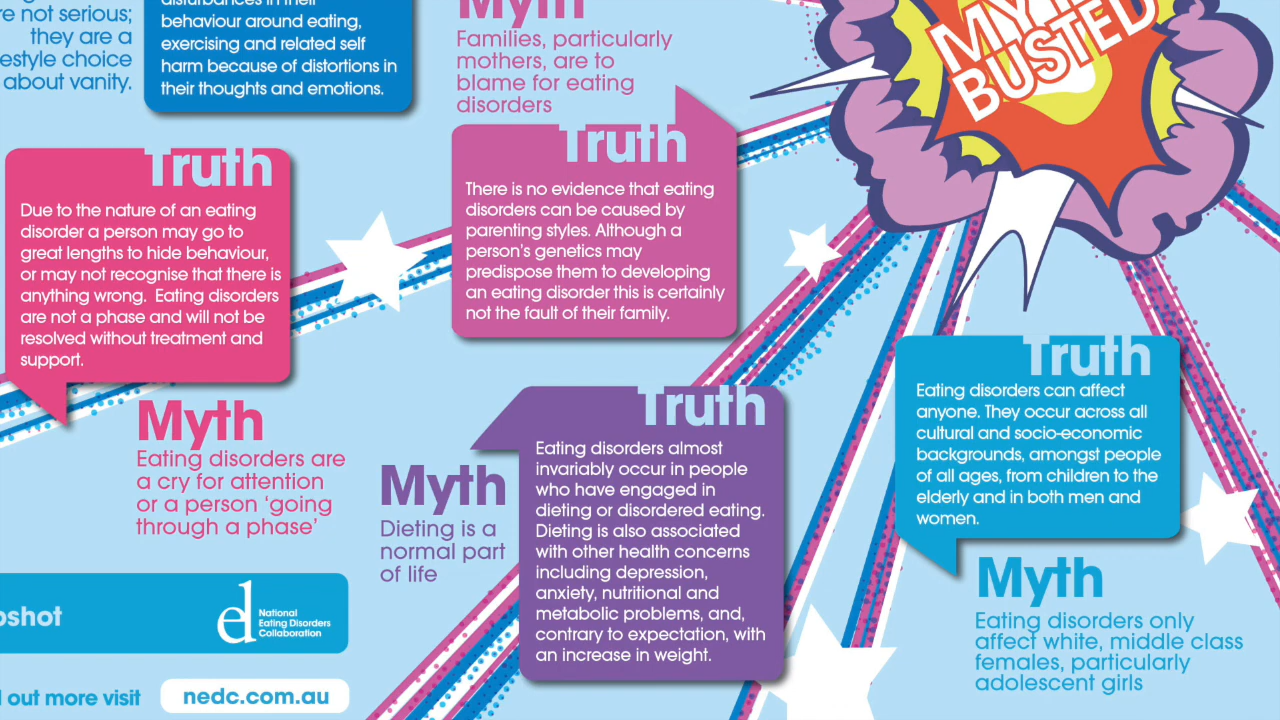 are not serious;
they are a
lifestyle choice
about vanity.
behaviour around eating,
exercising and related self
harm because of distortions in
their thoughts and emotions.
Myth
Families, particularly
mothers, are to
blame for eating
disorders
MYTH
BUSTED
Truth
Due to the nature of an eating
disorder a person may go to
great lengths to hide behaviour,
or may not recognise that there is
anything wrong. Eating disorders
are not a phase and will not be
resolved without treatment and
support.
Myth
Eating disorders are
a cry for attention
or a person ‘going
through a phase’
Truth
There is no evidence that eating
disorders can be caused by
parenting styles. Although a
person's genetics may
predispose them to developing
an eating disorder this is certainly
not the fault of their family.
Myth
Dieting is a
normal part
of life
Truth
Eating disorders almost
invariably occur in people
who have engaged in
dieting or disordered eating.
Dieting is also associated
with other health concerns
including depression,
anxiety, nutritional and
metabolic problems, and,
contrary to expectation, with
an increase in weight.
Truth
Eating disorders can affect
anyone. They occur across all
cultural and socio-economic
backgrounds, amongst people
of all ages, from children to the
elderly and in both men and
women.
Myth
Eating disorders only
affect white, middle class
females, particularly
adolescent girls
pshot
ed
National
Eating Disorders
Collaboration
out more visit
nedc.com.au